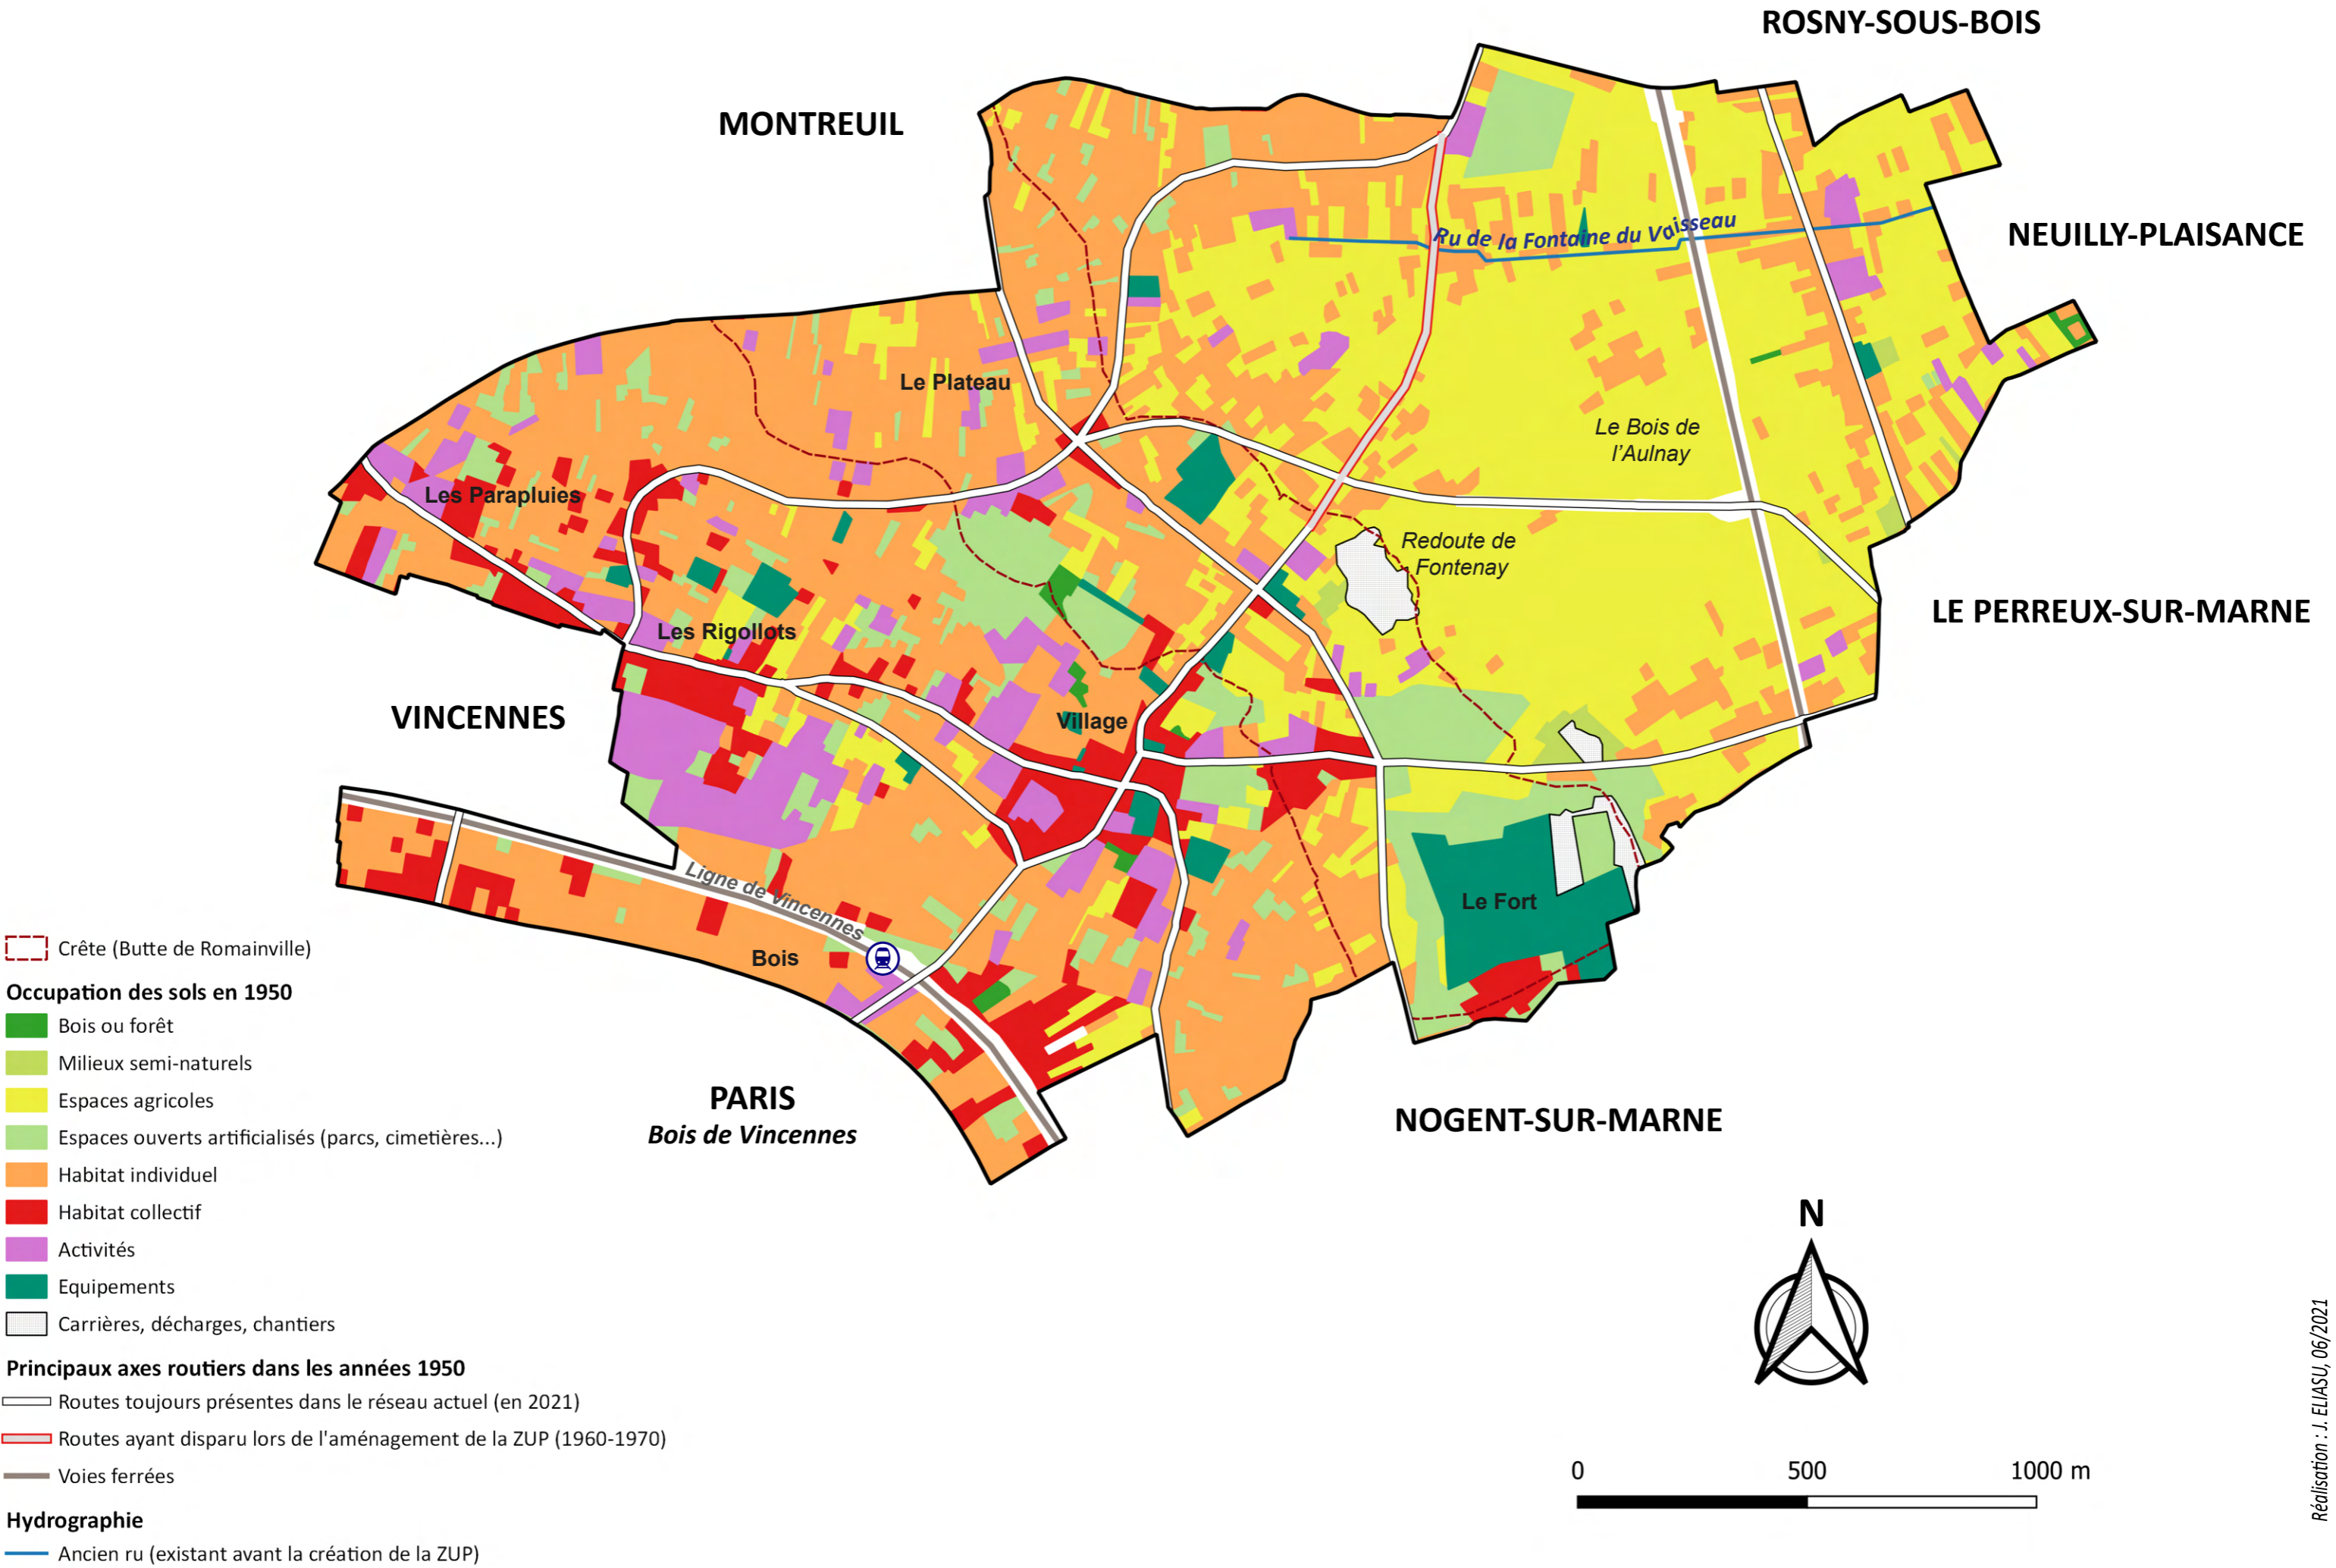 ROSNY-SOUS-BOIS
MONTREUIL
NEUILLY-PLAISANCE
Ru de la Fontaine du Vaisseau
Le Plateau
Le Bois de
l'Aulnay
Les Parapluies
Redoute de
Fontenay
LE PERREUX-SUR-MARNE
Les Rigollots
VINCENNES
Village
Ligne de Vincennes
Le Fort
Bois
PARIS
Bois de Vincennes
NOGENT-SUR-MARNE
Crête (Butte de Romainville)
Occupation des sols en 1950
Bois ou forêt
Milieux semi-naturels
Espaces agricoles
Espaces ouverts artificialisés (parcs, cimetières...)
Habitat individuel
Habitat collectif
Activités
Equipements
Carrières, décharges, chantiers
Principaux axes routiers dans les années 1950
Routes toujours présentes dans le réseau actuel (en 2021)
Routes ayant disparu lors de l'aménagement de la ZUP (1960-1970)
Voies ferrées
Hydrographie
Ancien ru (existant avant la création de la ZUP)
N
0 500 1000 m
Réalisation : J. ELIASU, 06/2021